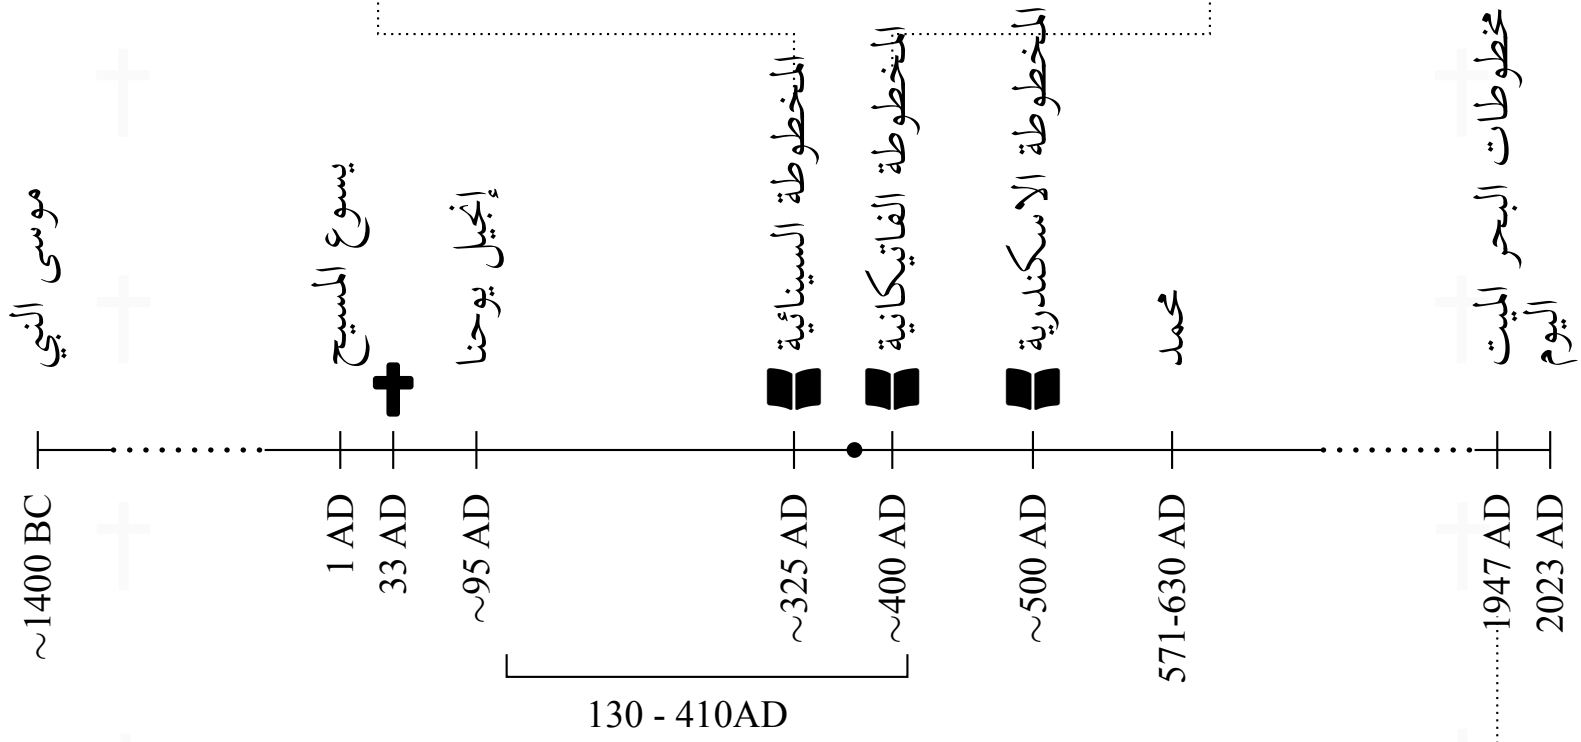 موسى النبي
يسوع المسيح
إنجيل يوحنا
المخطوطة السينائية
المخطوطة الفاتيكانية
المخطوطة الاسكندرية
محمد
مخطوطات البحر الميت
اليوم
~1400 BC
1 AD
33 AD
~95 AD
~325 AD
~400 AD
~500 AD
571-630 AD
1947 AD
2023 AD
130 - 410AD